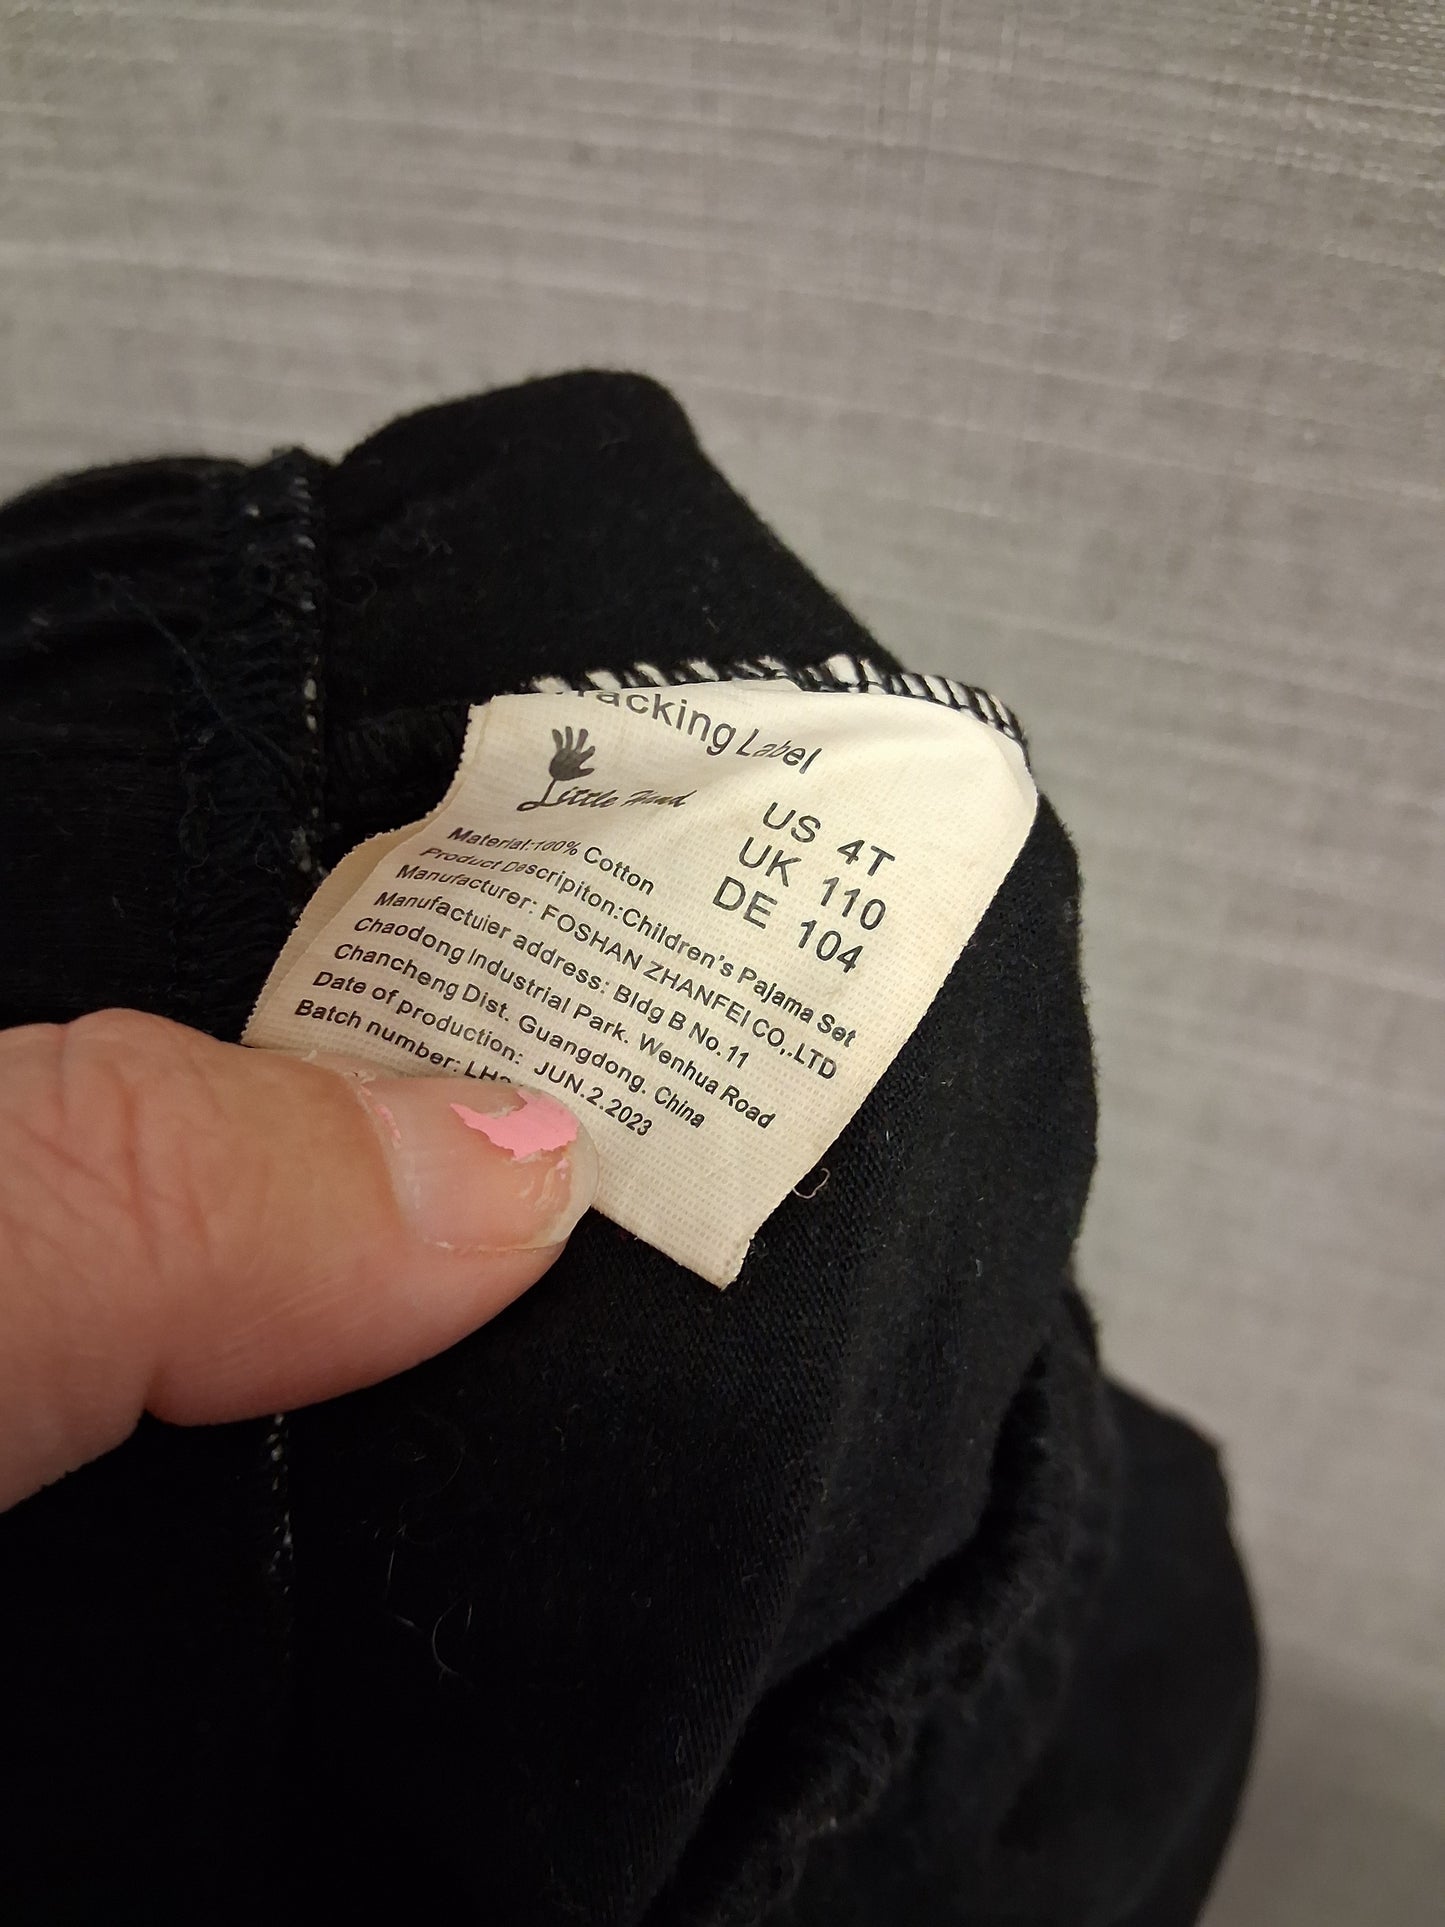 Tracking Label
Little Hand
US 4T
UK 110
DE 104
Material:100% Cotton
Product Descripiton:Children's Pajama Set
Manufacturer: FOSHAN ZHANFEI CO,.LTD
Manufactuier address: Bldg B No.11
Chaodong Industrial Park. Wenhua Road
Chancheng Dist. Guangdong. China
Date of production: JUN.2.2023
Batch number: